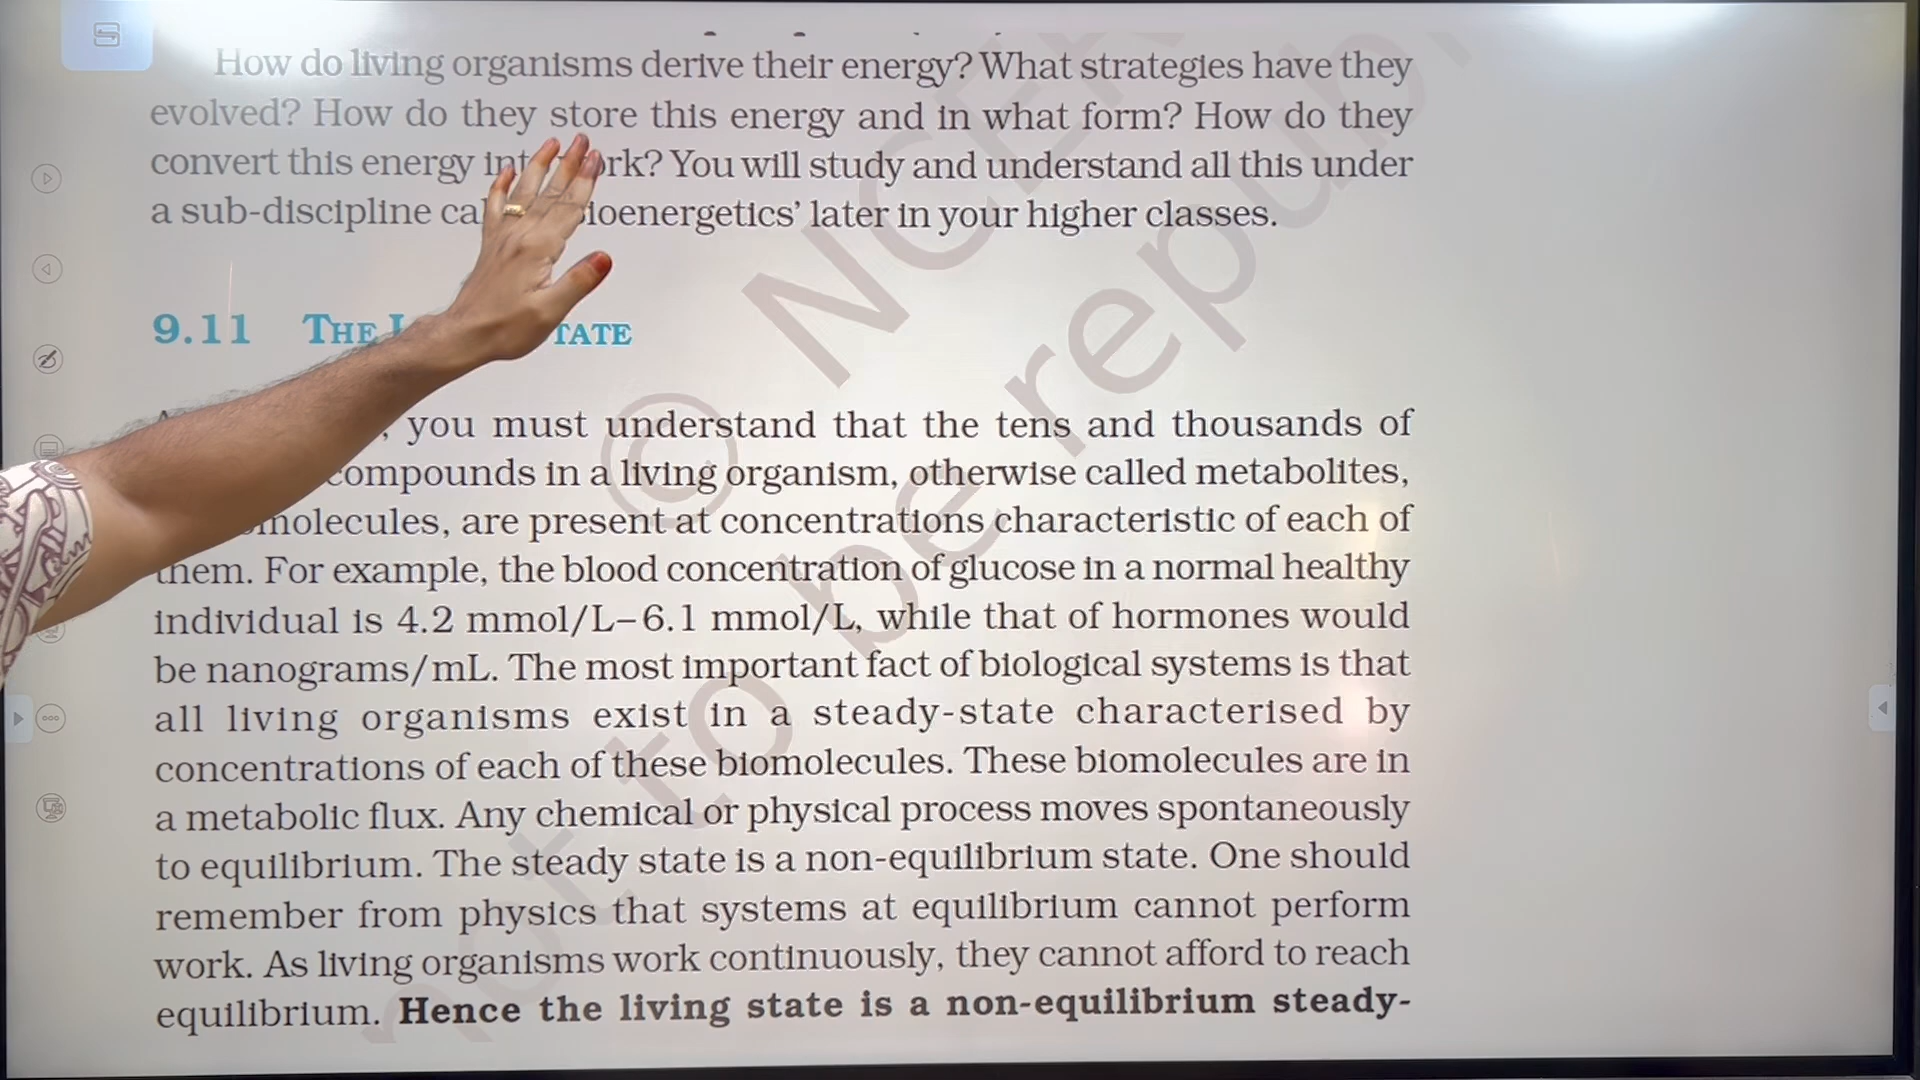 How do living organisms derive their energy? What strategies have they
evolved? How do they store this energy and in what form? How do they
convert this energy work? You will study and understand all this under
a sub-discipline bioenergetics’ later in your higher classes.
9.11 THE STATE
you must understand that the tens and thousands of
compounds in a living organism, otherwise called metabolites,
are present at concentrations characteristic of each of
them. For example, the blood concentration of glucose in a normal healthy
individual is 4.2 mmol/L–6.1 mmol/L, while that of hormones would
be nanograms/mL. The most important fact of biological systems is that
all living organisms exist in a steady-state characterised by
concentrations of each of these biomolecules. These biomolecules are in
a metabolic flux. Any chemical or physical process moves spontaneously
to equilibrium. The steady state is a non-equilibrium state. One should
remember from physics that systems at equilibrium cannot perform
work. As living organisms work continuously, they cannot afford to reach
equilibrium. Hence the living state is a non-equilibrium steady-
© NCER
not to be republi